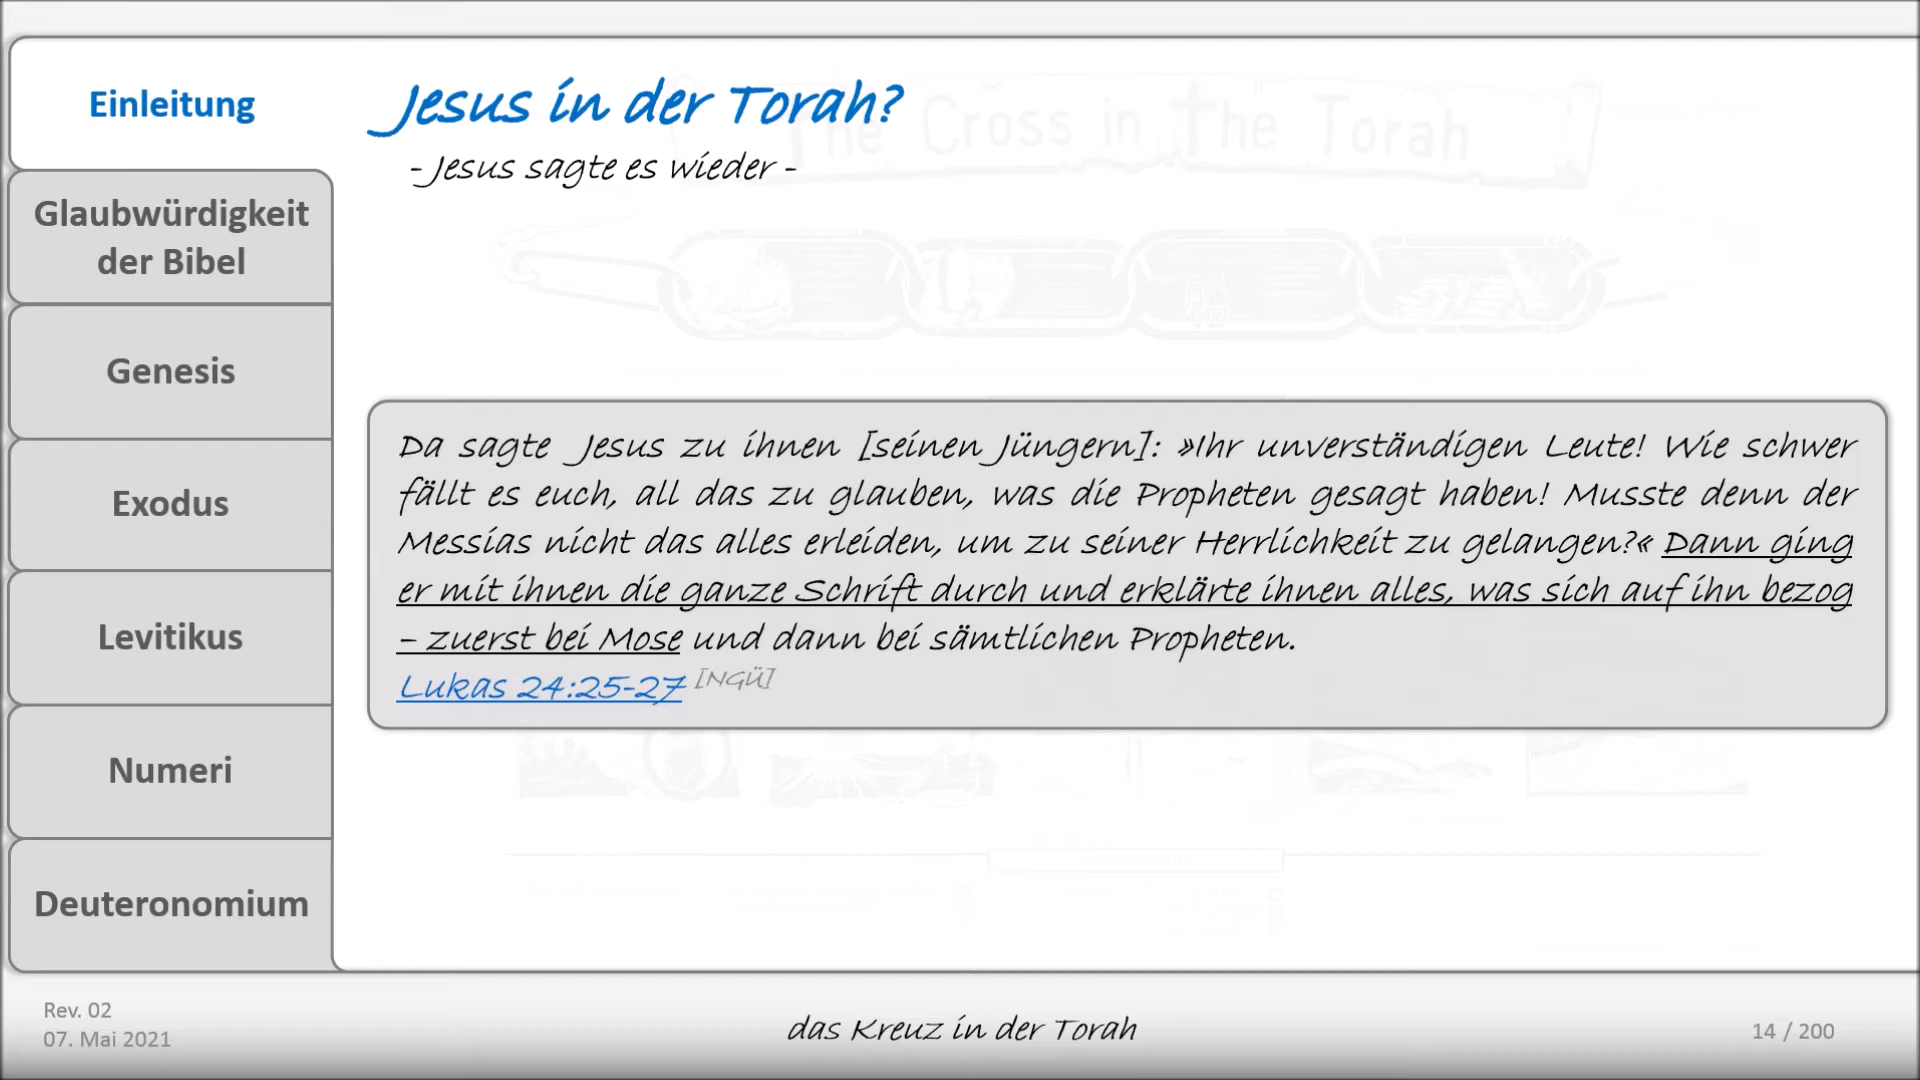 Einleitung
Glaubwürdigkeit
der Bibel
Genesis
Exodus
Levitikus
Numeri
Deuteronomium
Jesus in der Torah?
The Cross in The Torah
- Jesus sagte es wieder -
Da sagte Jesus zu ihnen [seinen Jüngern]: »Ihr unverständigen Leute! Wie schwer
fällt es euch, all das zu glauben, was die Propheten gesagt haben! Musste denn der
Messias nicht das alles erleiden, um zu seiner Herrlichkeit zu gelangen?« Dann ging
er mit ihnen die ganze Schrift durch und erklärte ihnen alles, was sich auf ihn bezog
– zuerst bei Mose und dann bei sämtlichen Propheten.
Lukas 24:25-27 [NGÜ]
Rev. 02
07. Mai 2021
das Kreuz in der Torah
14 / 200